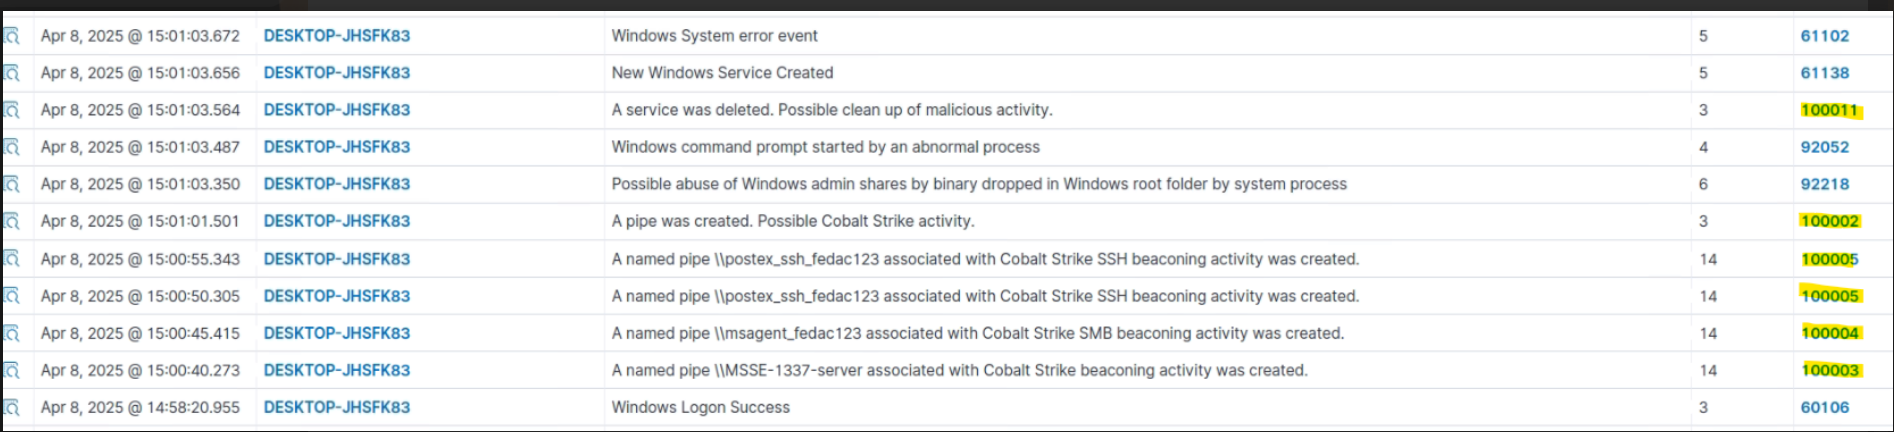 Apr 8, 2025 @ 15:01:03.672 DESKTOP-JHSFK83 Windows System error event 5 61102
Apr 8, 2025 @ 15:01:03.656 DESKTOP-JHSFK83 New Windows Service Created 5 61138
Apr 8, 2025 @ 15:01:03.564 DESKTOP-JHSFK83 A service was deleted. Possible clean up of malicious activity. 3 100011
Apr 8, 2025 @ 15:01:03.487 DESKTOP-JHSFK83 Windows command prompt started by an abnormal process 4 92052
Apr 8, 2025 @ 15:01:03.350 DESKTOP-JHSFK83 Possible abuse of Windows admin shares by binary dropped in Windows root folder by system process 6 92218
Apr 8, 2025 @ 15:01:01.501 DESKTOP-JHSFK83 A pipe was created. Possible Cobalt Strike activity. 3 100002
Apr 8, 2025 @ 15:00:55.343 DESKTOP-JHSFK83 A named pipe \\postex_ssh_fedac123 associated with Cobalt Strike SSH beaconing activity was created. 14 100005
Apr 8, 2025 @ 15:00:50.305 DESKTOP-JHSFK83 A named pipe \\postex_ssh_fedac123 associated with Cobalt Strike SSH beaconing activity was created. 14 100005
Apr 8, 2025 @ 15:00:45.415 DESKTOP-JHSFK83 A named pipe \\msagent_fedac123 associated with Cobalt Strike SMB beaconing activity was created. 14 100004
Apr 8, 2025 @ 15:00:40.273 DESKTOP-JHSFK83 A named pipe \\MSSE-1337-server associated with Cobalt Strike beaconing activity was created. 14 100003
Apr 8, 2025 @ 14:58:20.955 DESKTOP-JHSFK83 Windows Logon Success 3 60106